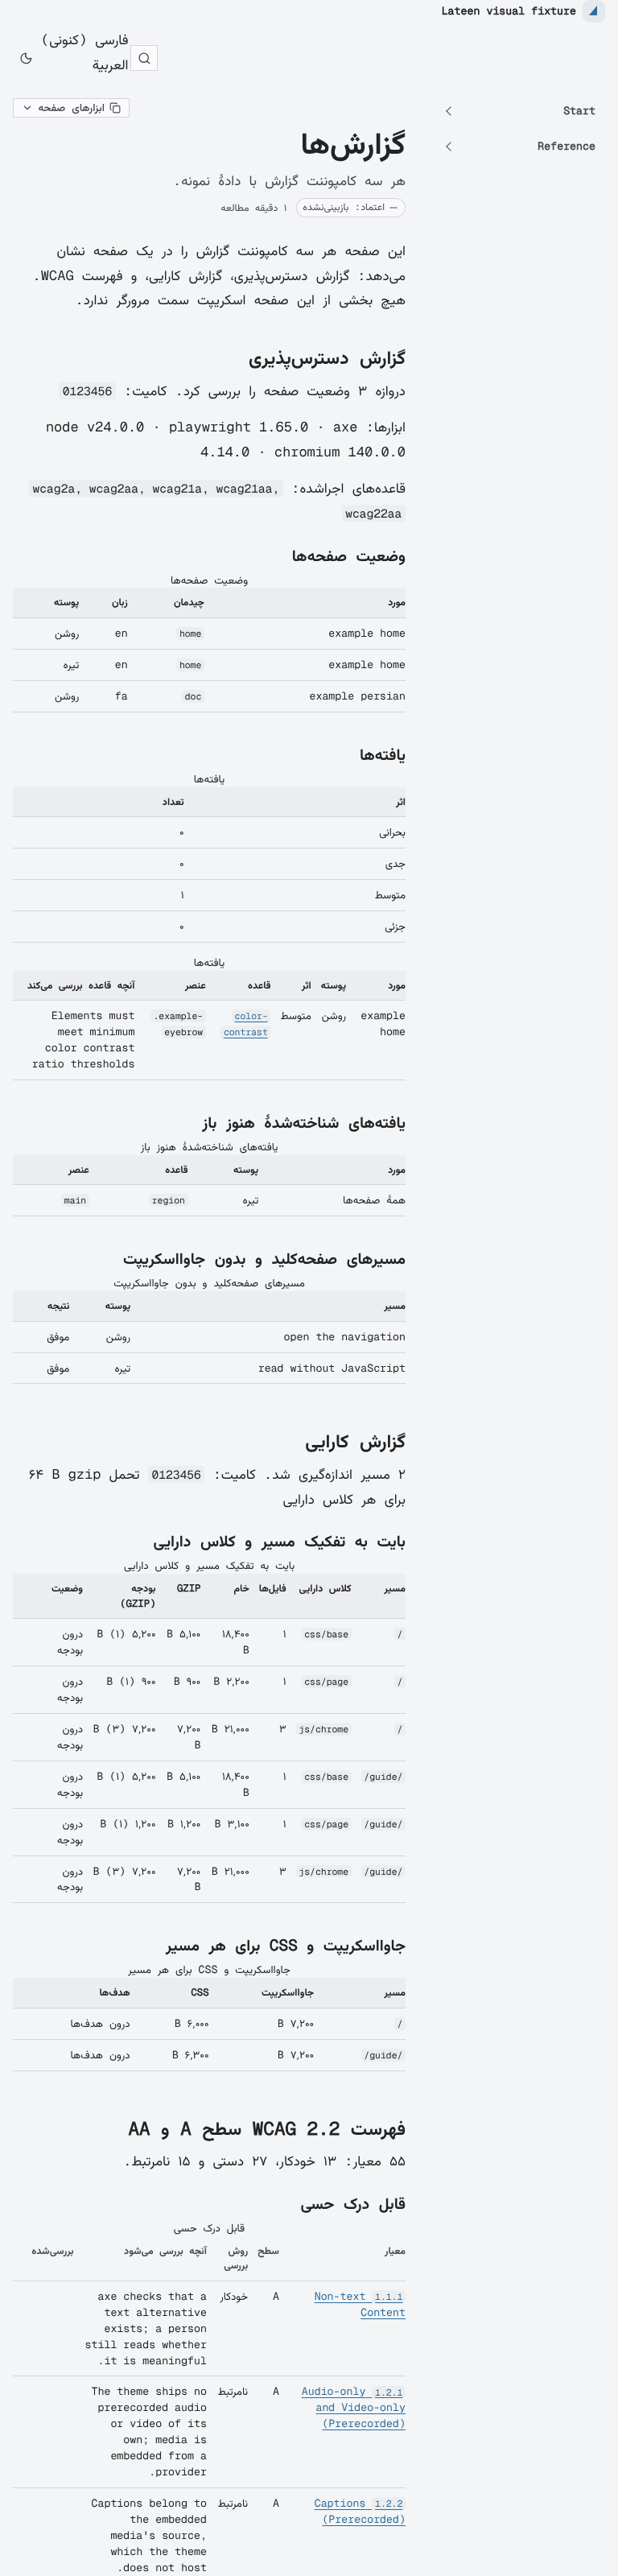 Lateen visual fixture
فارسی (کنونی)
العربية
Start
Reference
ابزارهای صفحه
گزارش‌ها
هر سه کامپوننت گزارش با دادهٔ نمونه.
— اعتماد: بازبینی‌نشده
۱ دقیقه مطالعه
این صفحه هر سه کامپوننت گزارش را در یک صفحه نشان
می‌دهد: گزارش دسترس‌پذیری، گزارش کارایی، و فهرست WCAG.
هیچ بخشی از این صفحه اسکریپت سمت مرورگر ندارد.
گزارش دسترس‌پذیری
دروازه ۳ وضعیت صفحه را بررسی کرد. کامیت: 0123456
ابزارها: node v24.0.0 · playwright 1.65.0 · axe
4.14.0 · chromium 140.0.0
قاعده‌های اجراشده: wcag2a, wcag2aa, wcag21a, wcag21aa,
wcag22aa
وضعیت صفحه‌ها
وضعیت صفحه‌ها
مورد چیدمان زبان پوسته
example home home en روشن
example home home en تیره
example persian doc fa روشن
یافته‌ها
یافته‌ها
اثر تعداد
بحرانی ۰
جدی ۰
متوسط ۱
جزئی ۰
یافته‌ها
مورد پوسته اثر قاعده عنصر آنچه قاعده بررسی می‌کند
example home روشن متوسط color-contrast .example-eyebrow Elements must meet minimum color contrast ratio thresholds
یافته‌های شناخته‌شدهٔ هنوز باز
یافته‌های شناخته‌شدهٔ هنوز باز
مورد پوسته قاعده عنصر
همهٔ صفحه‌ها تیره region main
مسیرهای صفحه‌کلید و بدون جاوااسکریپت
مسیرهای صفحه‌کلید و بدون جاوااسکریپت
مسیر پوسته نتیجه
open the navigation روشن موفق
read without JavaScript تیره موفق
گزارش کارایی
۲ مسیر اندازه‌گیری شد. کامیت: 0123456 تحمل ۶۴ B gzip
برای هر کلاس دارایی
بایت به تفکیک مسیر و کلاس دارایی
بایت به تفکیک مسیر و کلاس دارایی
مسیر کلاس دارایی فایل‌ها خام GZIP بودجه (GZIP) وضعیت
/ css/base ۱ ۱۸,۴۰۰ B ۵,۱۰۰ B ۵,۲۰۰ B (۱) درون بودجه
/ css/page ۱ ۲,۲۰۰ B ۹۰۰ B ۹۰۰ B (۱) درون بودجه
/ js/chrome ۳ ۲۱,۰۰۰ B ۷,۲۰۰ B ۷,۲۰۰ B (۳) درون بودجه
/guide/ css/base ۱ ۱۸,۴۰۰ B ۵,۱۰۰ B ۵,۲۰۰ B (۱) درون بودجه
/guide/ css/page ۱ ۳,۱۰۰ B ۱,۲۰۰ B ۱,۲۰۰ B (۱) درون بودجه
/guide/ js/chrome ۳ ۲۱,۰۰۰ B ۷,۲۰۰ B ۷,۲۰۰ B (۳) درون بودجه
جاوااسکریپت و CSS برای هر مسیر
جاوااسکریپت و CSS برای هر مسیر
مسیر جاوااسکریپت CSS هدف‌ها
/ ۷,۲۰۰ B ۶,۰۰۰ B درون هدف‌ها
/guide/ ۷,۲۰۰ B ۶,۳۰۰ B درون هدف‌ها
فهرست WCAG 2.2 سطح A و AA
۵۵ معیار: ۱۳ خودکار، ۲۷ دستی و ۱۵ نامرتبط.
قابل درک حسی
قابل درک حسی
معیار سطح روش بررسی آنچه بررسی می‌شود بررسی‌شده
1.1.1 Non-text Content A خودکار axe checks that a text alternative exists; a person still reads whether it is meaningful.
1.2.1 Audio-only and Video-only (Prerecorded) A نامرتبط The theme ships no prerecorded audio or video of its own; media is embedded from a provider.
1.2.2 Captions (Prerecorded) A نامرتبط Captions belong to the embedded media's source, which the theme does not host.